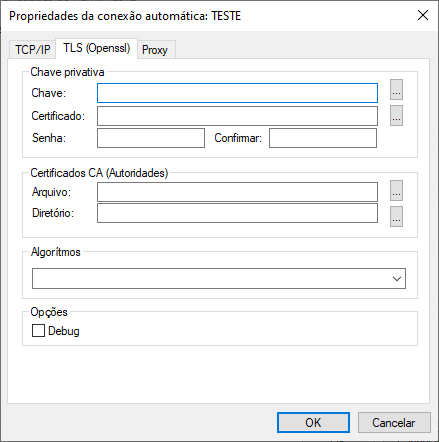 Propriedades da conexão automática: TESTE
TCP/IP TLS (Openssl) Proxy
Chave privativa
Chave: ...
Certificado: ...
Senha: Confirmar:
Certificados CA (Autoridades)
Arquivo: ...
Diretório: ...
Algorítmos
Opções
Debug
OK Cancelar